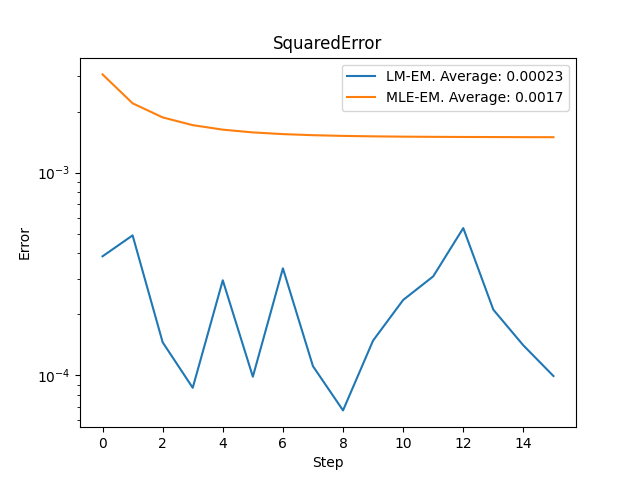 SquaredError
LM-EM. Average: 0.00023
MLE-EM. Average: 0.0017
10⁻³
10⁻⁴
Error
0 2 4 6 8 10 12 14
Step